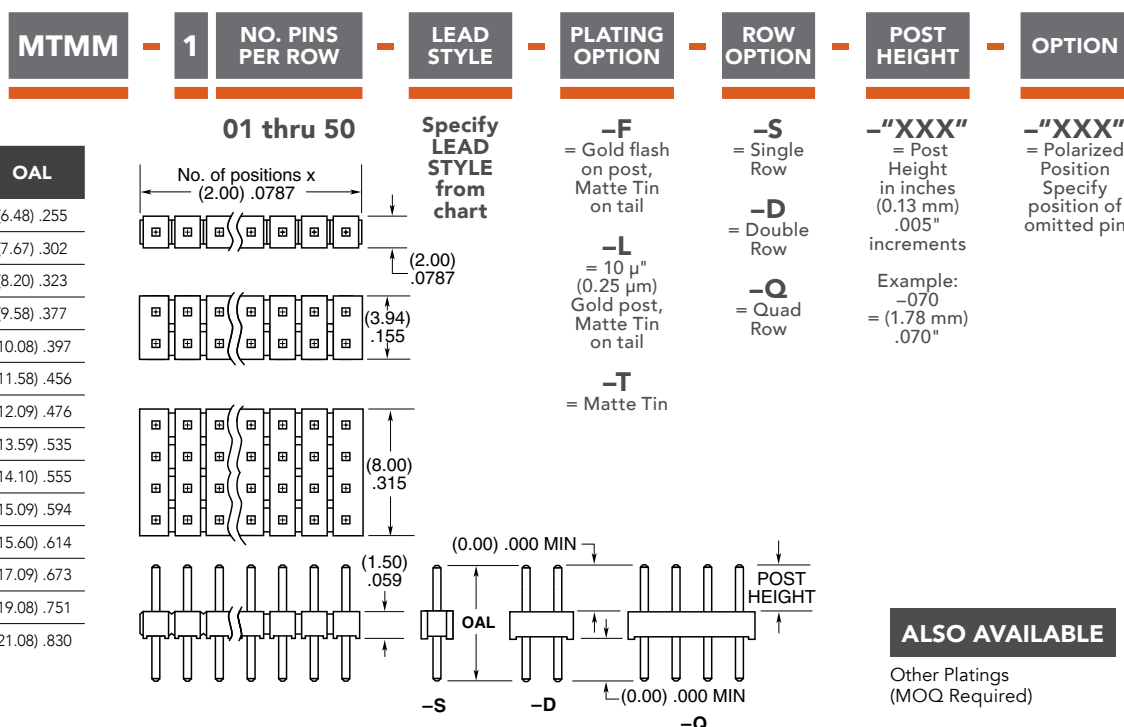 MTMM – 1 NO. PINS PER ROW – LEAD STYLE – PLATING OPTION – ROW OPTION – POST HEIGHT – OPTION
01 thru 50
Specify
LEAD
STYLE
from
chart
–F
= Gold flash
on post,
Matte Tin
on tail
–L
= 10 µ"
(0.25 µm)
Gold post,
Matte Tin
on tail
–T
= Matte Tin
–S
= Single
Row
–D
= Double
Row
–Q
= Quad
Row
–"XXX"
= Post
Height
in inches
(0.13 mm)
.005"
increments
Example:
–070
= (1.78 mm)
.070"
–"XXX"
= Polarized
Position
Specify
position of
omitted pin
OAL
(6.48) .255
(7.67) .302
(8.20) .323
(9.58) .377
10.08) .397
11.58) .456
12.09) .476
13.59) .535
14.10) .555
15.09) .594
15.60) .614
17.09) .673
19.08) .751
21.08) .830
No. of positions x
(2.00) .0787
(2.00)
.0787
(3.94)
.155
(8.00)
.315
(1.50)
.059
(0.00) .000 MIN
OAL
POST
HEIGHT
(0.00) .000 MIN
–S
–D
–Q
ALSO AVAILABLE
Other Platings
(MOQ Required)